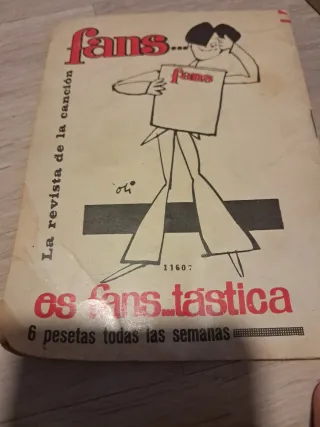 fans...
La revista de la canción
fans
oli
11607
es fans...tástica
6 pesetas todas las semanas